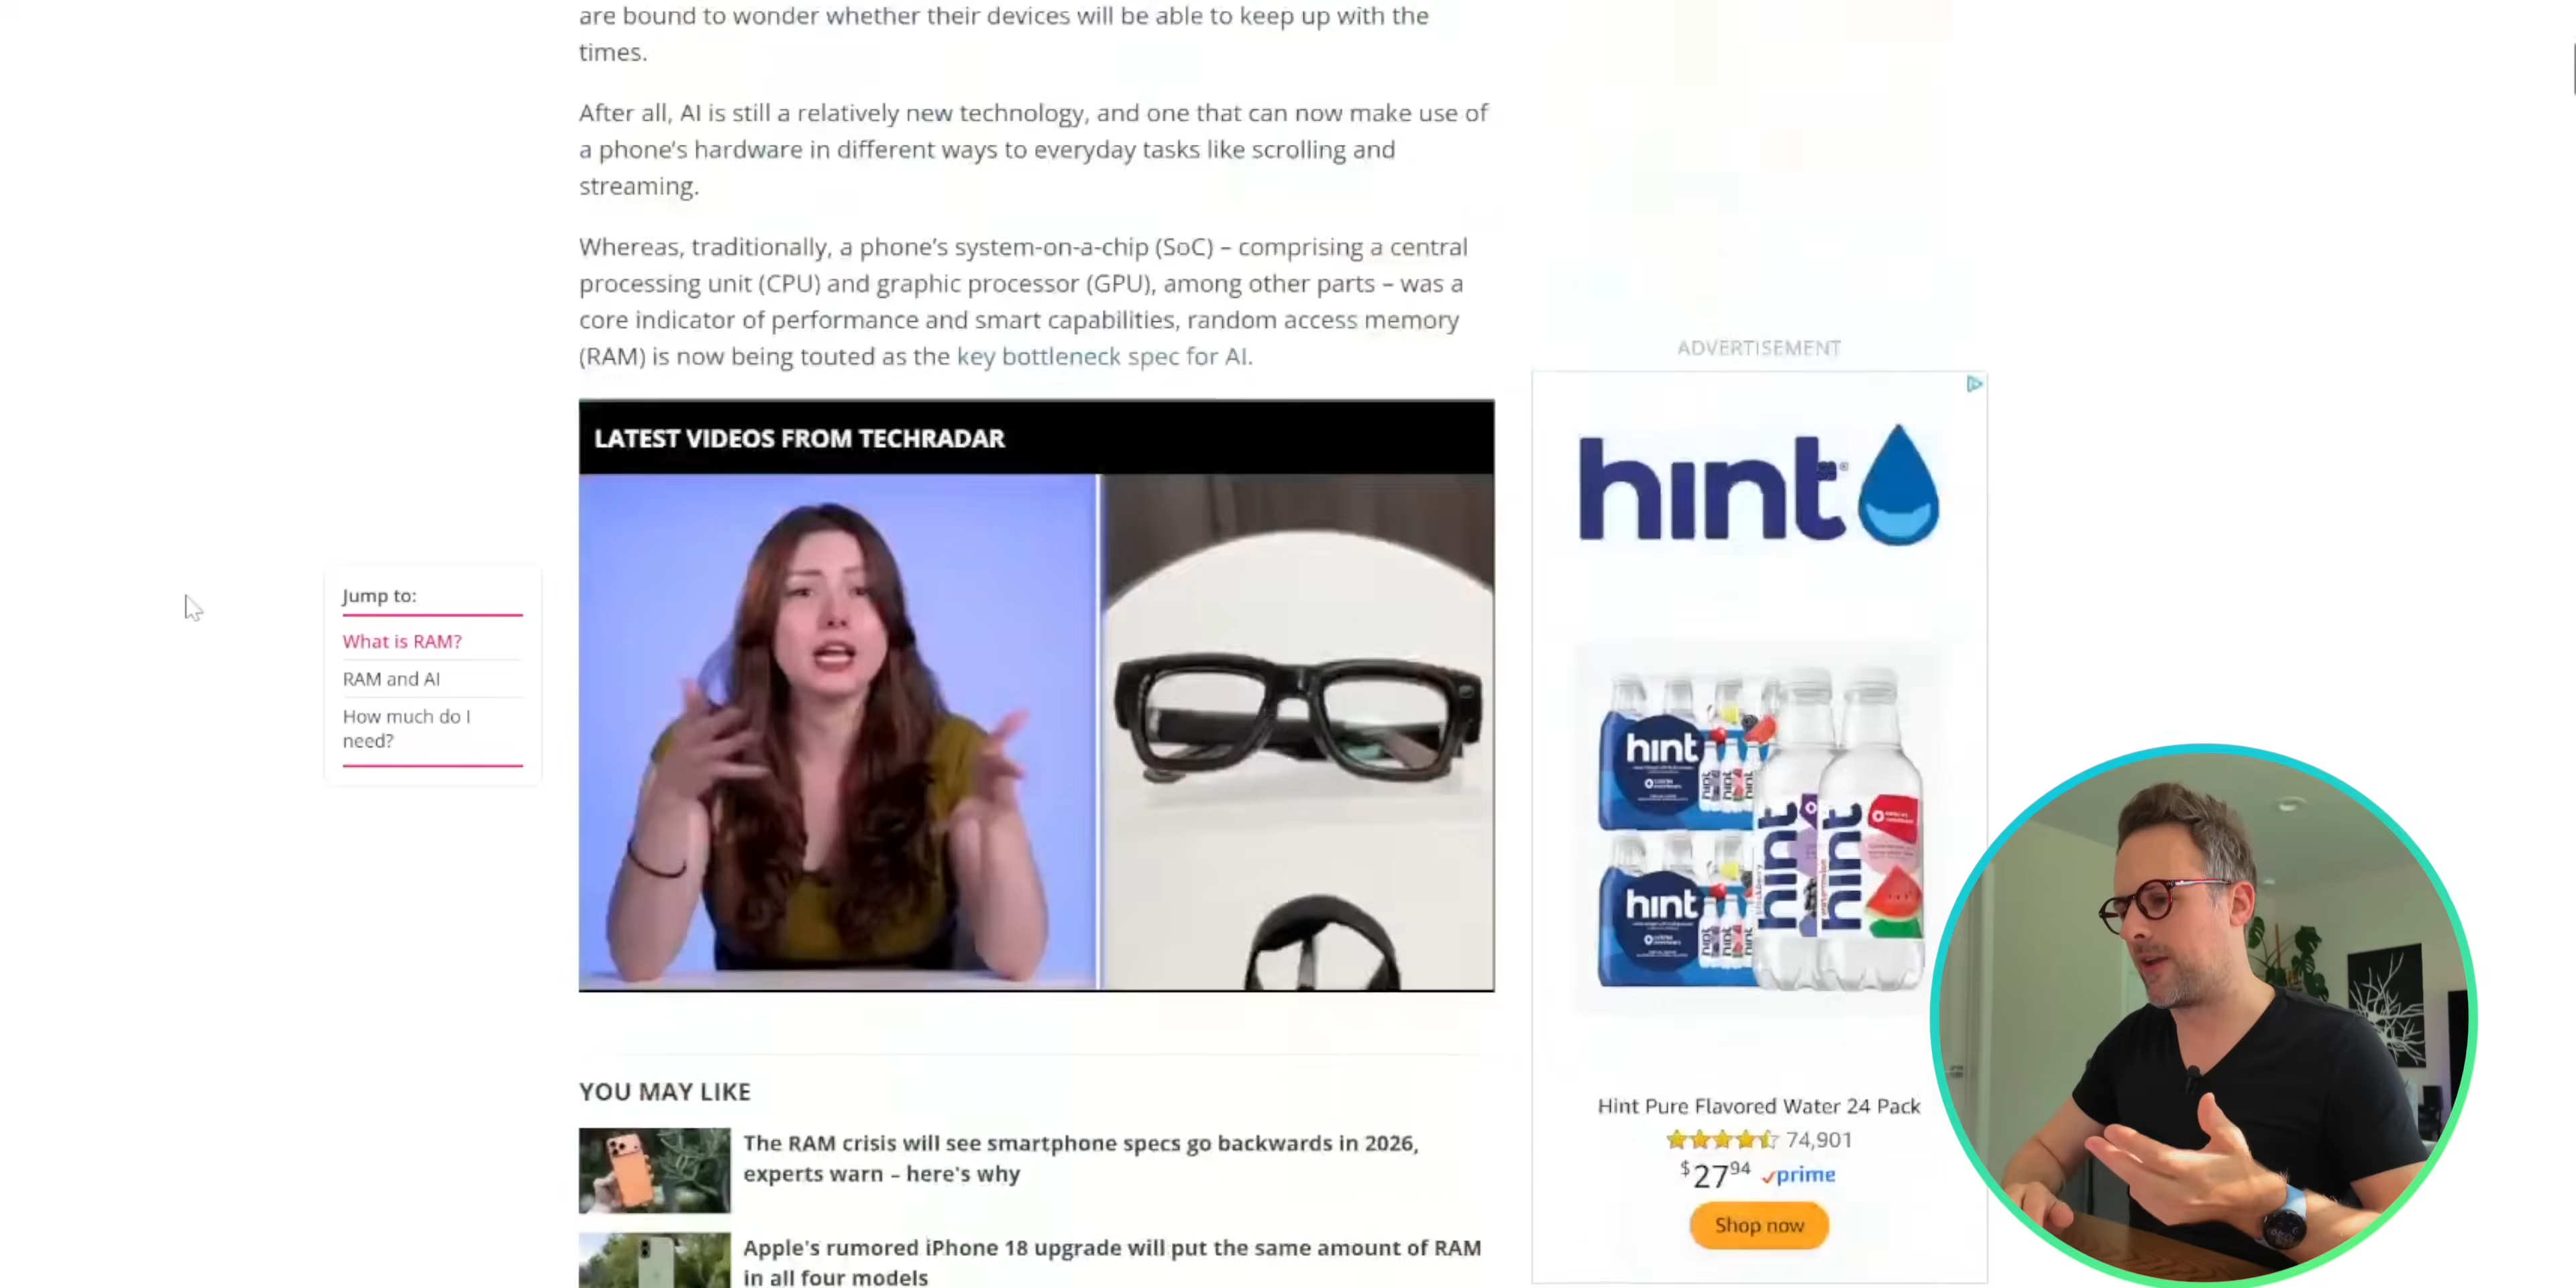 are bound to wonder whether their devices will be able to keep up with the
times.
After all, AI is still a relatively new technology, and one that can now make use of
a phone's hardware in different ways to everyday tasks like scrolling and
streaming.
Whereas, traditionally, a phone's system-on-a-chip (SoC) – comprising a central
processing unit (CPU) and graphic processor (GPU), among other parts – was a
core indicator of performance and smart capabilities, random access memory
(RAM) is now being touted as the key bottleneck spec for AI.
LATEST VIDEOS FROM TECHRADAR
Jump to:
What is RAM?
RAM and AI
How much do I
need?
YOU MAY LIKE
The RAM crisis will see smartphone specs go backwards in 2026,
experts warn – here's why
Apple's rumored iPhone 18 upgrade will put the same amount of RAM
in all four models
ADVERTISEMENT
hint®
hint
hint
hint
hint
Hint Pure Flavored Water 24 Pack
74,901
$27 94 prime
Shop now